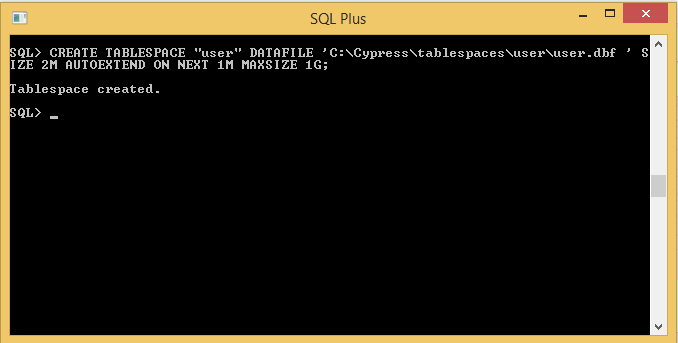 SQL Plus
SQL> CREATE TABLESPACE "user" DATAFILE 'C:\Cypress\tablespaces\user\user.dbf ' S
IZE 2M AUTOEXTEND ON NEXT 1M MAXSIZE 1G;
Tablespace created.
SQL> _